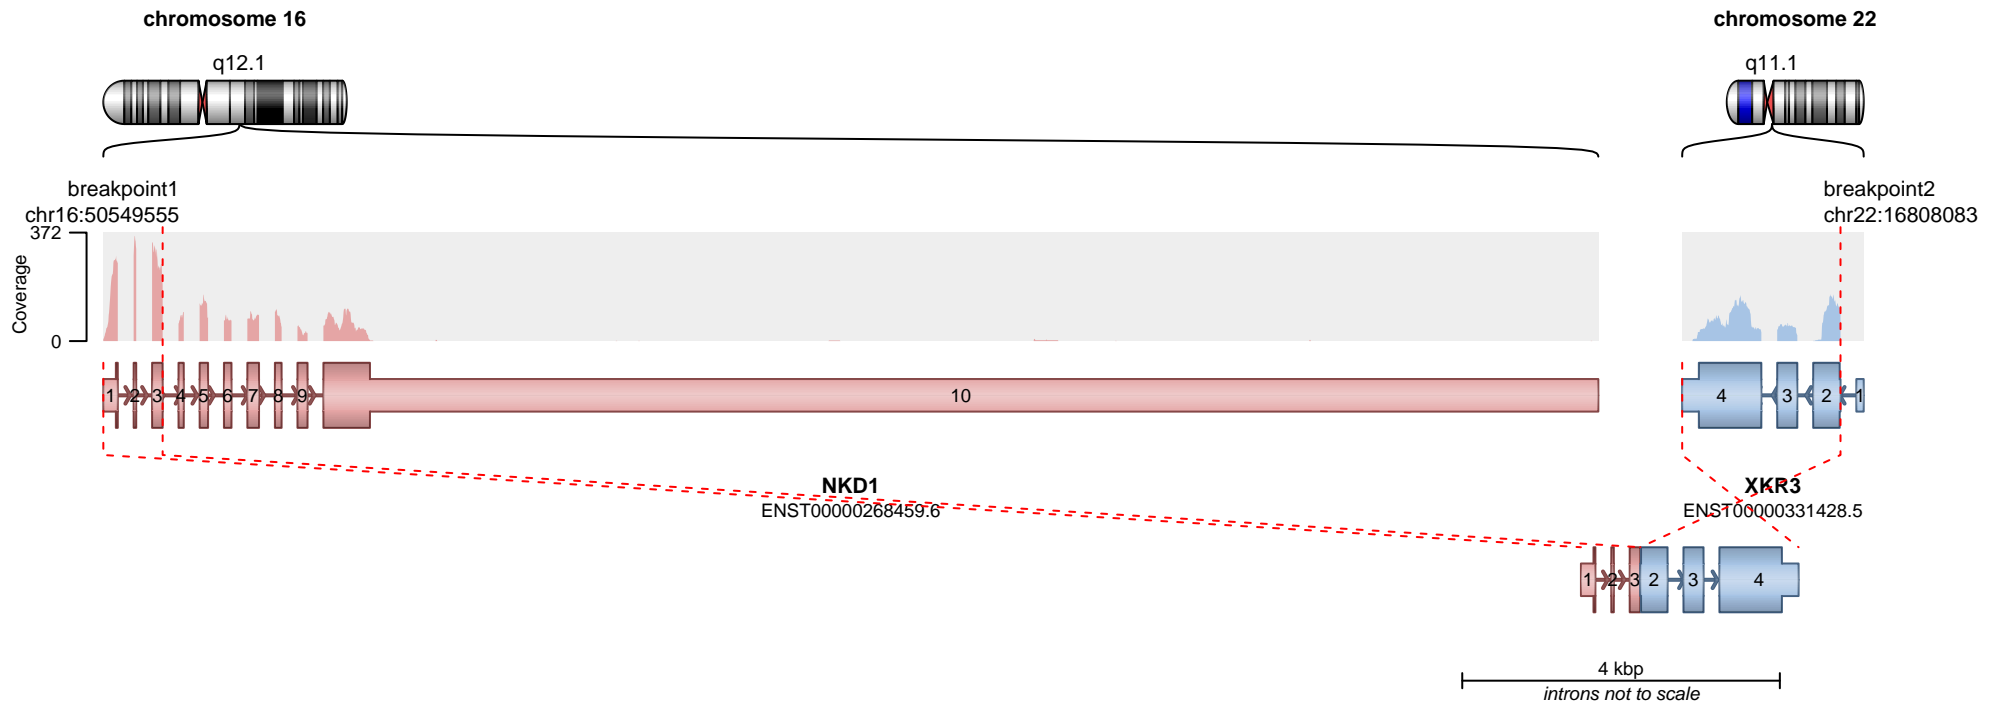 chromosome 16
chromosome 22
q12.1
q11.1
breakpoint1
chr16:50549555
breakpoint2
chr22:16808083
372
Coverage
0
1 2 3 4 5 6 7 8 9 10
4 3 2 1
NKD1
ENST00000268459.6
XKR3
ENST00000331428.5
1 2 3 2 3 4
4 kbp
introns not to scale